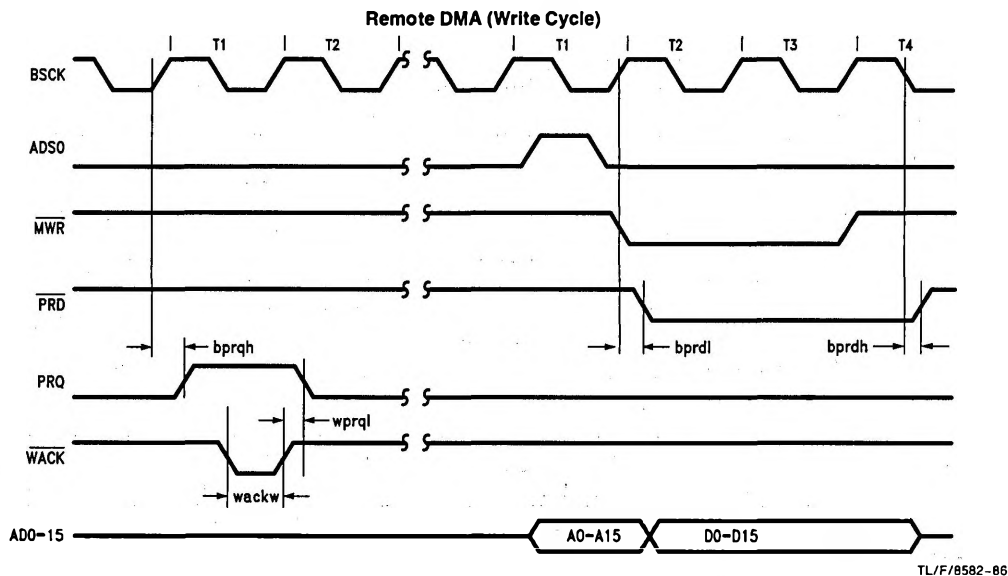 Remote DMA (Write Cycle)
T1 T2 T1 T2 T3 T4
BSCK
ADS0
MWR
PRD
bprqh bprdl bprdh
PRQ
wprql
WACK
wackw
AD0-15 A0-A15 D0-D15
TL/F/8582-86